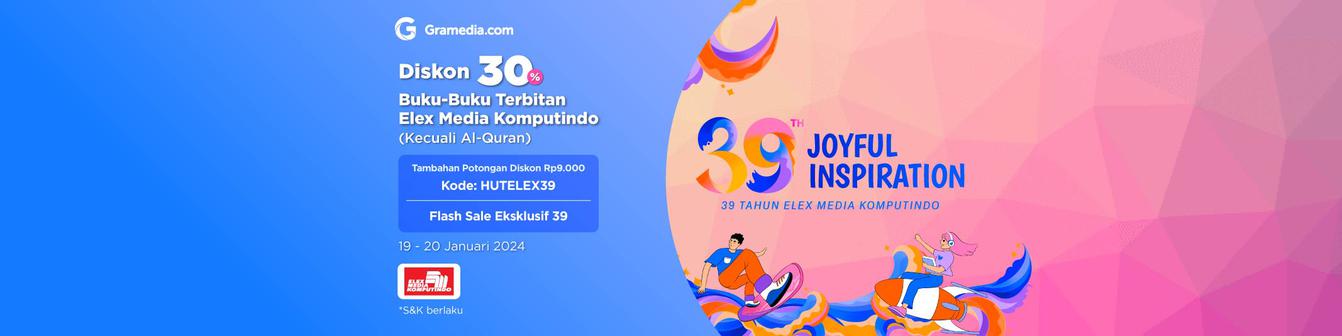 Gramedia.com
Diskon 30%
Buku-Buku Terbitan
Elex Media Komputindo
(Kecuali Al-Quran)
Tambahan Potongan Diskon Rp9.000
Kode: HUTELEX39
Flash Sale Eksklusif 39
19 - 20 Januari 2024
ELEX MEDIA KOMPUTINDO
*S&K berlaku
39TH JOYFUL
INSPIRATION
39 TAHUN ELEX MEDIA KOMPUTINDO